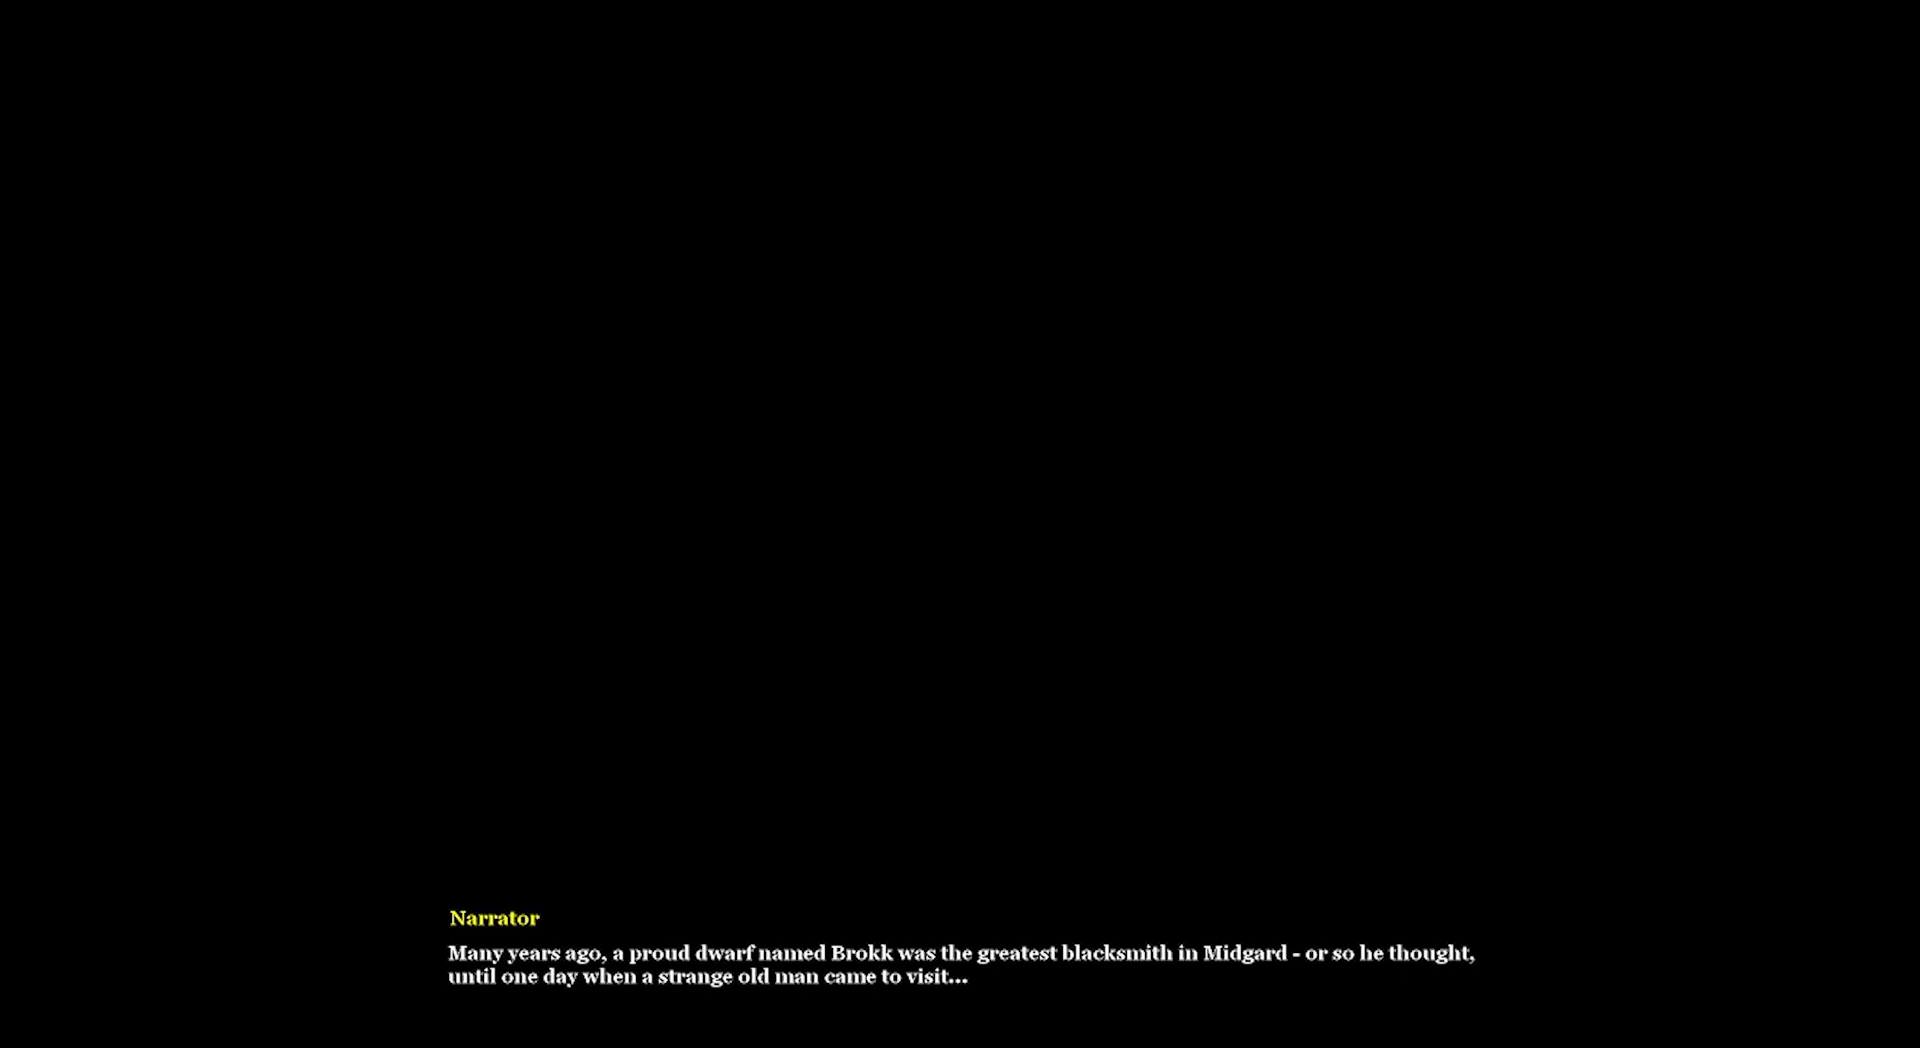 Narrator
Many years ago, a proud dwarf named Brokk was the greatest blacksmith in Midgard - or so he thought,
until one day when a strange old man came to visit...